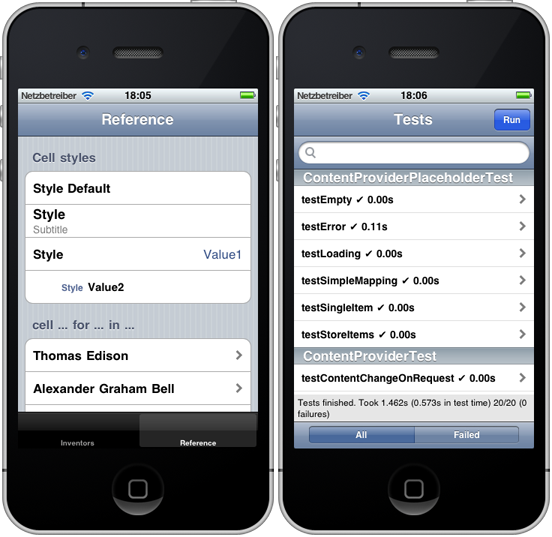 Netzbetreiber 18:05
Reference
Cell styles
Style Default
Style
Subtitle
Style Value1
Style Value2
cell ... for ... in ...
Thomas Edison
Alexander Graham Bell
Inventors Reference
Netzbetreiber 18:06
Tests Run
ContentProviderPlaceholderTest
testEmpty ✔ 0.00s
testError ✔ 0.11s
testLoading ✔ 0.00s
testSimpleMapping ✔ 0.00s
testSingleItem ✔ 0.00s
testStoreItems ✔ 0.00s
ContentProviderTest
testContentChangeOnRequest ✔ 0.00s
Tests finished. Took 1.462s (0.573s in test time) 20/20 (0
failures)
All Failed